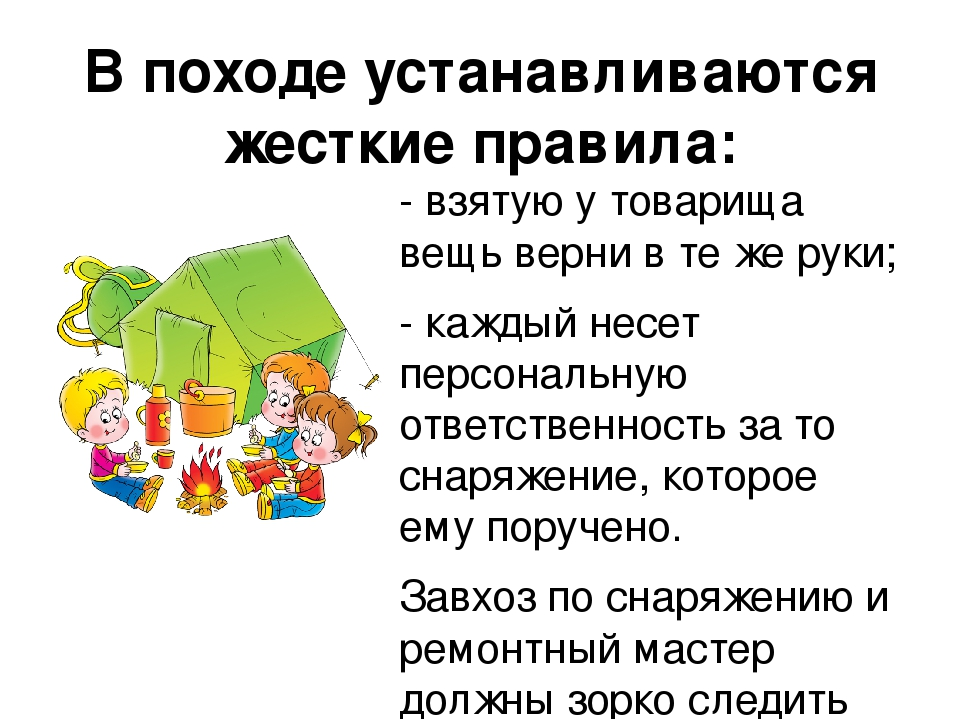 В походе устанавливаются
жесткие правила:
- взятую у товарища
вещь верни в те же руки;
- каждый несет
персональную
ответственность за то
снаряжение, которое
ему поручено.
Завхоз по снаряжению и
ремонтный мастер
должны зорко следить